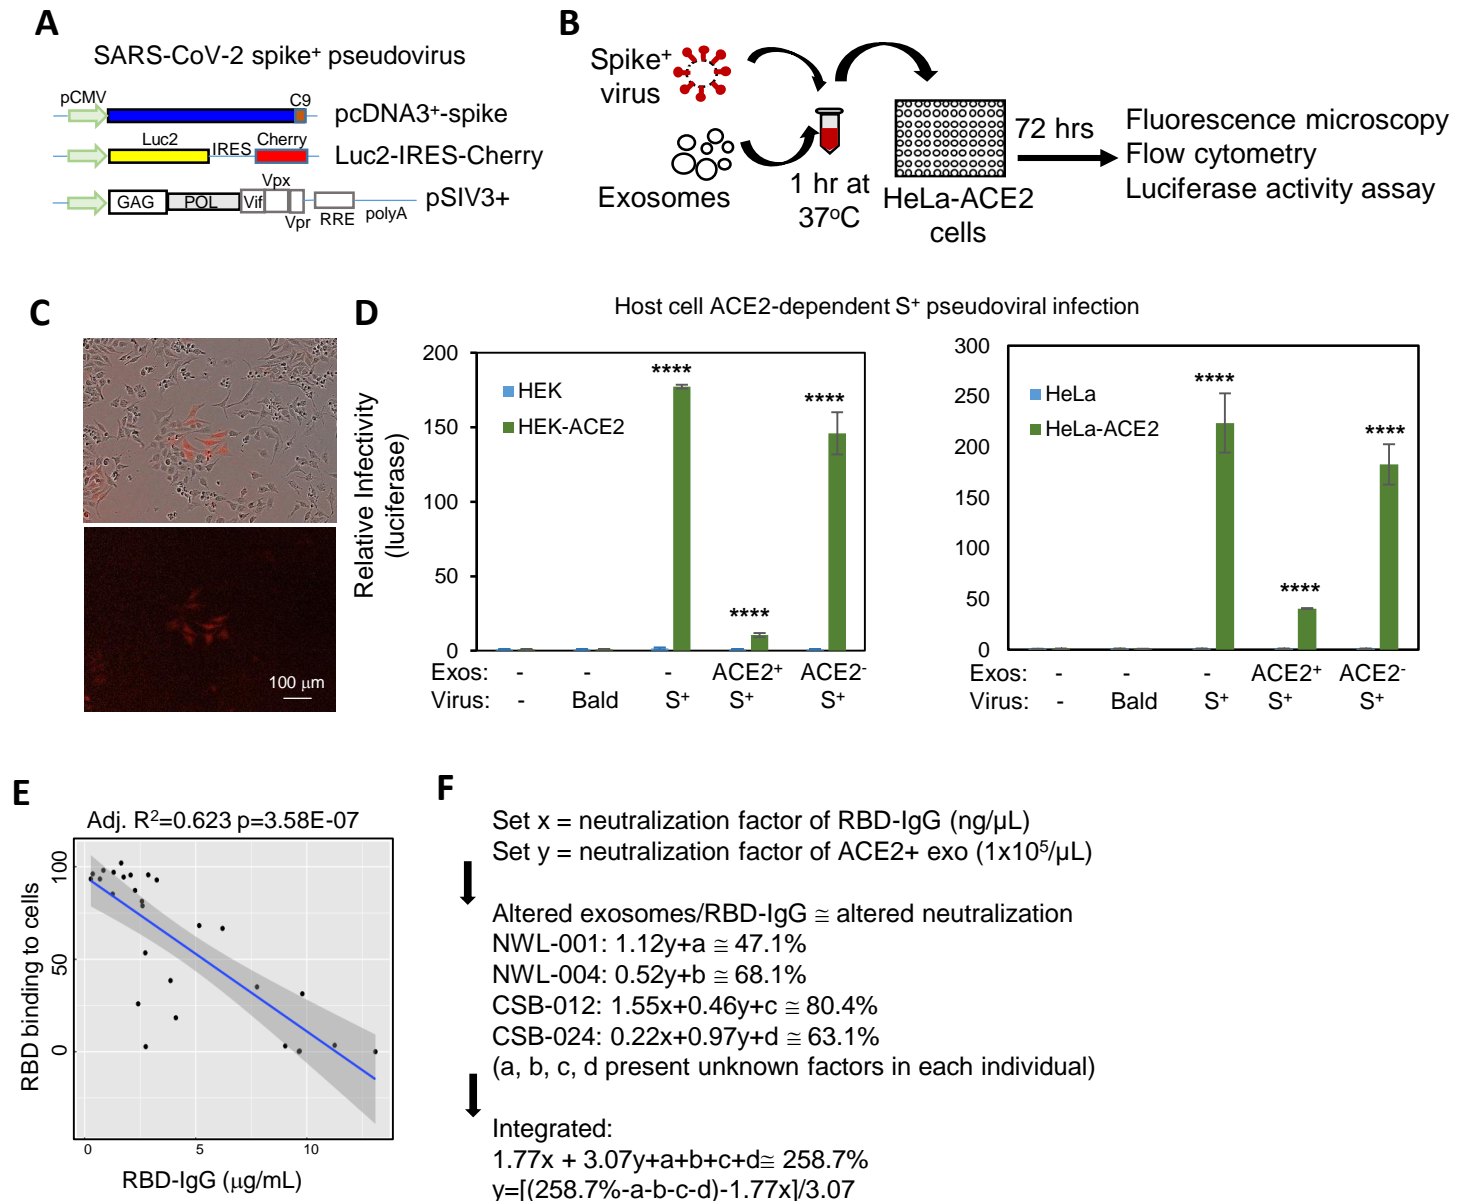 A
SARS-CoV-2 spike⁺ pseudovirus
pCMV
C9
pcDNA3⁺-spike
Luc2
IRES
Cherry
Luc2-IRES-Cherry
Vpx
GAG
POL
Vif
Vpr
RRE
polyA
pSIV3+
B
Spike⁺
virus
Exosomes
1 hr at
37ºC
HeLa-ACE2
cells
72 hrs
Fluorescence microscopy
Flow cytometry
Luciferase activity assay
C
100 μm
D
Host cell ACE2-dependent S⁺ pseudoviral infection
Relative Infectivity
(luciferase)
200
150
100
50
0
HEK
HEK-ACE2
****
****
****
Exos: - - - ACE2⁺ ACE2⁻
Virus: - Bald S⁺ S⁺ S⁺
300
250
200
150
100
50
0
HeLa
HeLa-ACE2
****
****
****
Exos: - - - ACE2⁺ ACE2⁻
Virus: - Bald S⁺ S⁺ S⁺
E
Adj. R²=0.623 p=3.58E-07
RBD binding to cells
100
50
0
0 5 10
RBD-IgG (μg/mL)
F
Set x = neutralization factor of RBD-IgG (ng/μL)
Set y = neutralization factor of ACE2+ exo (1x10⁵/μL)
Altered exosomes/RBD-IgG ≅ altered neutralization
NWL-001: 1.12y+a ≅ 47.1%
NWL-004: 0.52y+b ≅ 68.1%
CSB-012: 1.55x+0.46y+c ≅ 80.4%
CSB-024: 0.22x+0.97y+d ≅ 63.1%
(a, b, c, d present unknown factors in each individual)
Integrated:
1.77x + 3.07y+a+b+c+d≅ 258.7%
y=[(258.7%-a-b-c-d)-1.77x]/3.07